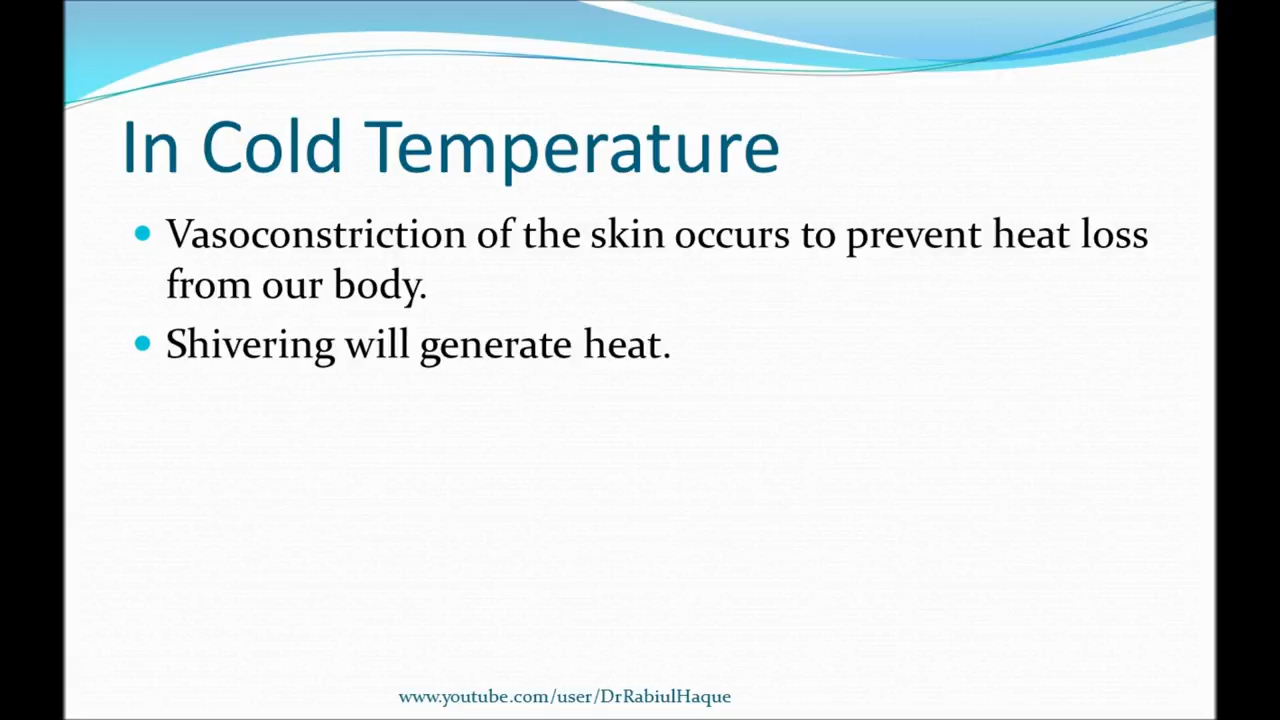 In Cold Temperature
Vasoconstriction of the skin occurs to prevent heat loss
from our body.
Shivering will generate heat.
www.youtube.com/user/DrRabiulHaque